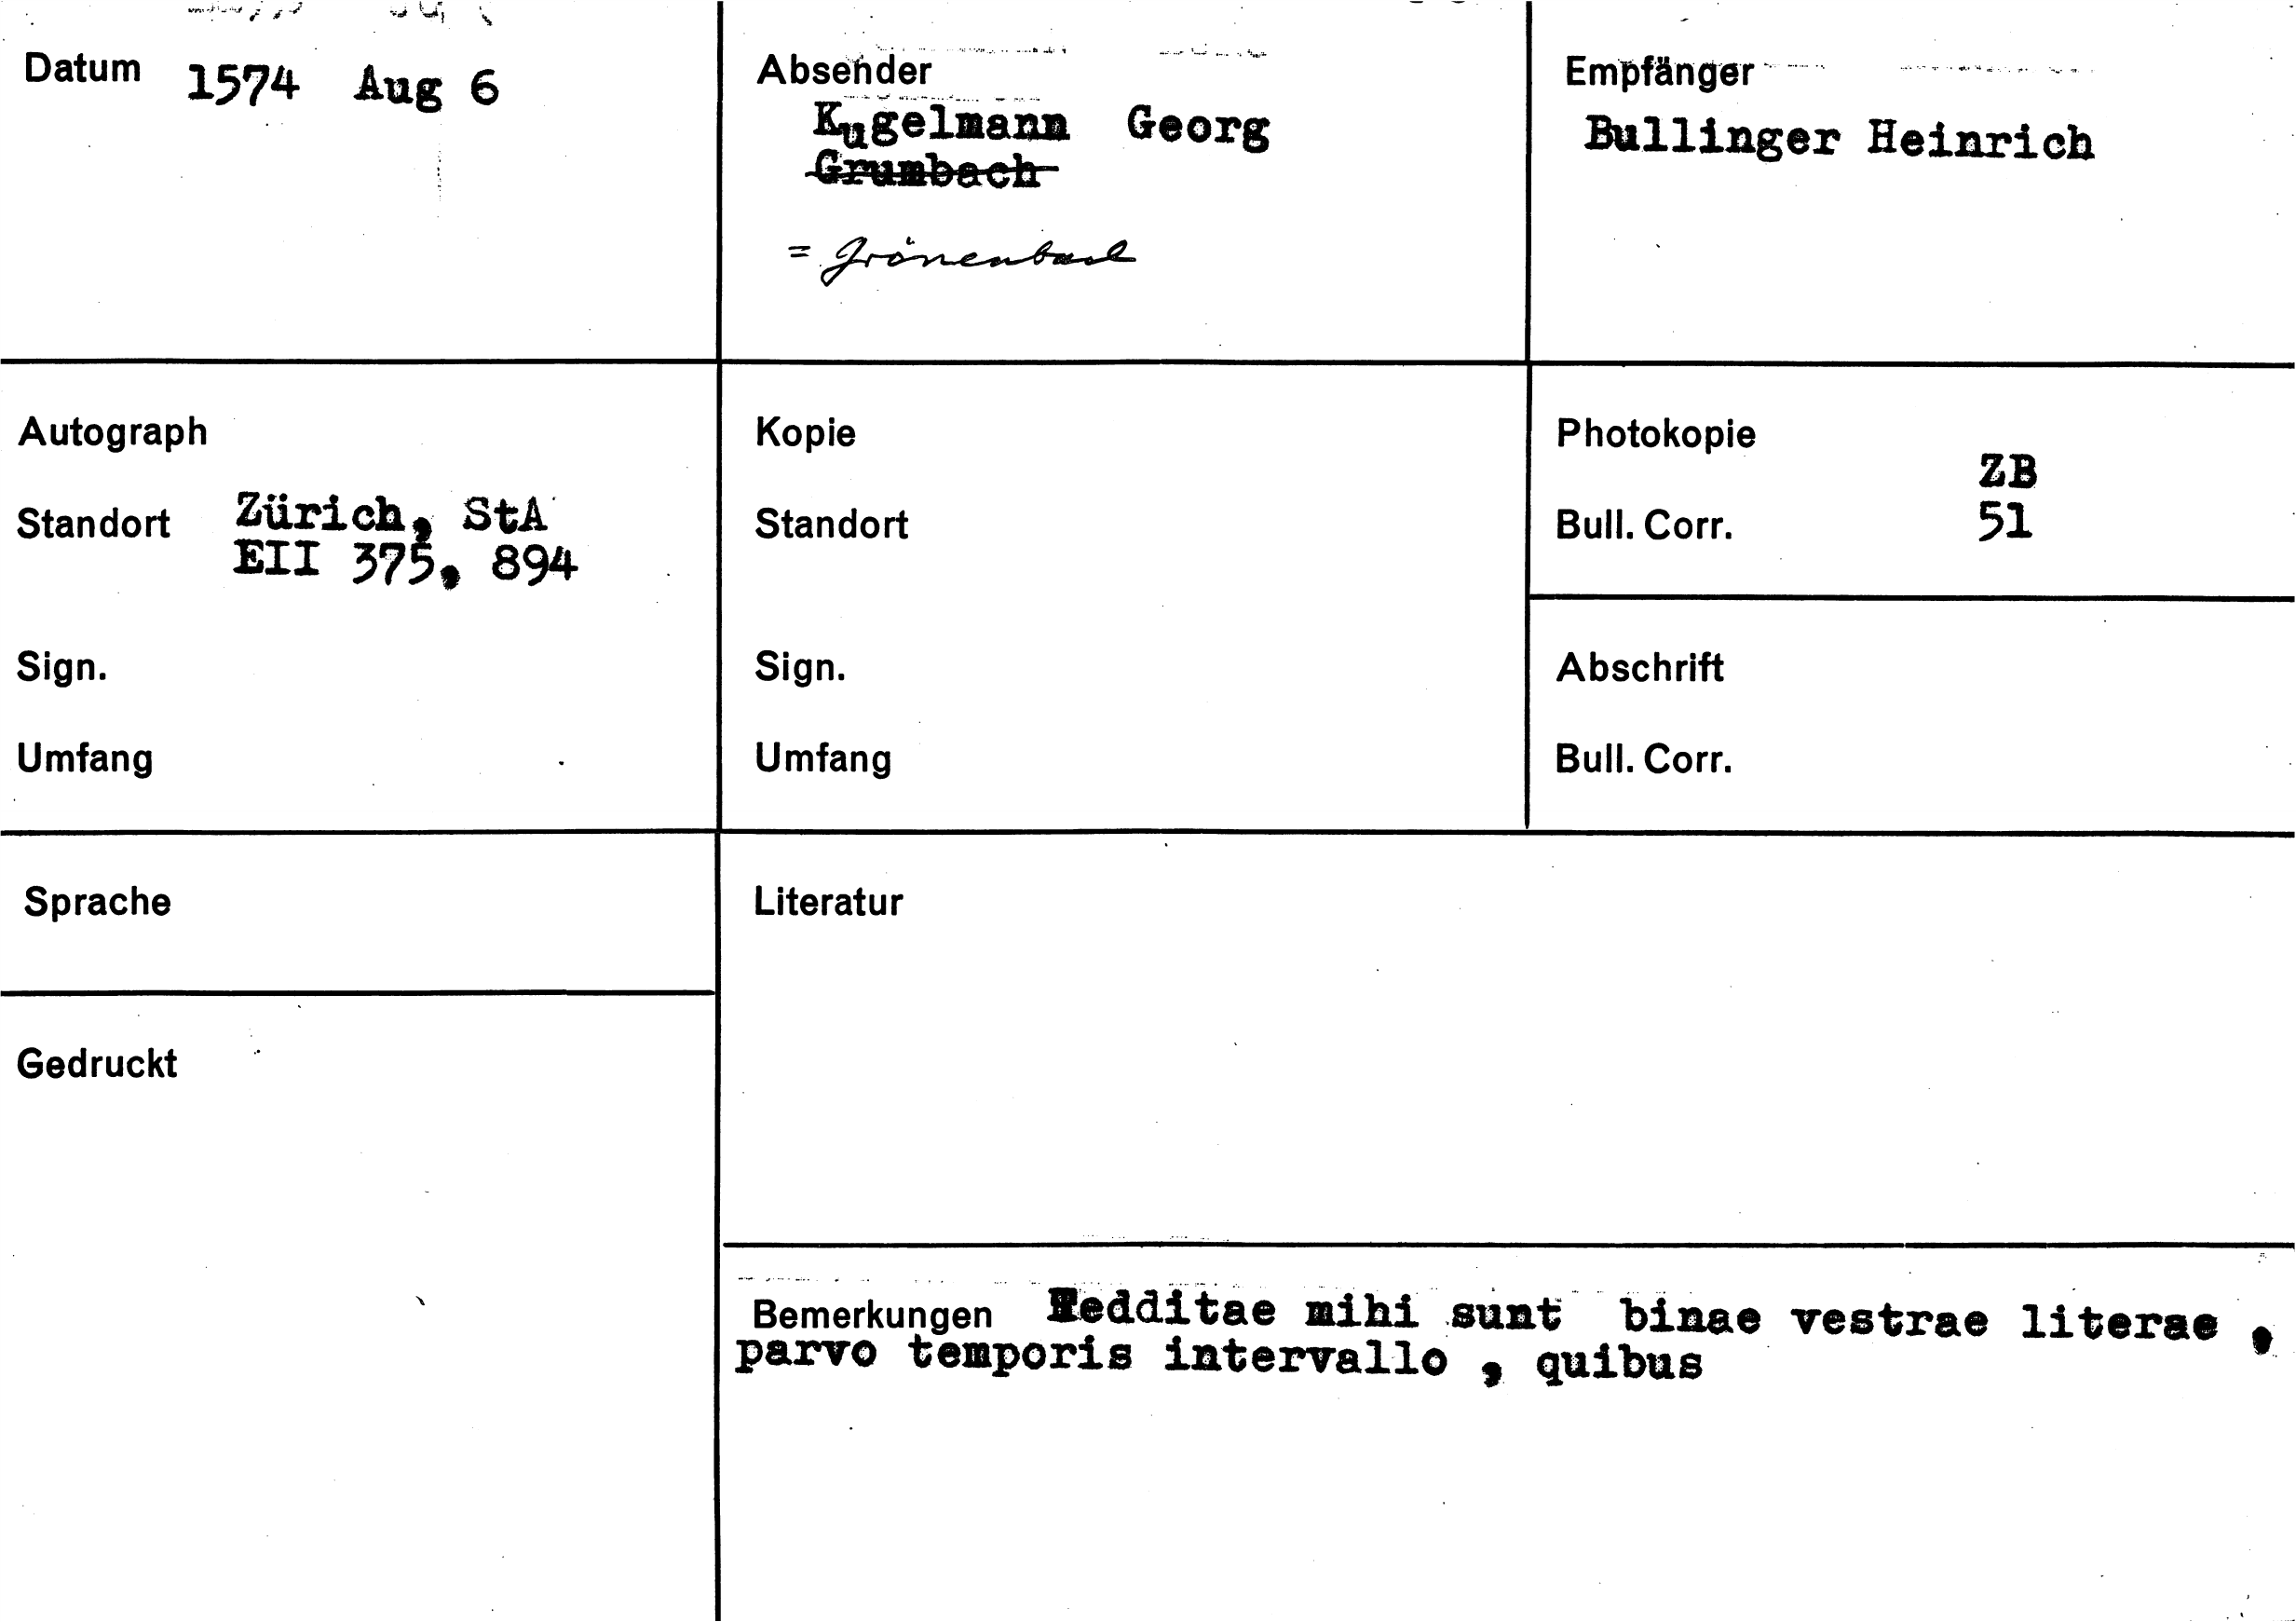 Datum 1574 Aug 6
Absender
Kugelmann Georg
Grumbach
= Grönenbach
Empfänger
Bullinger Heinrich
Autograph
Standort Zürich, StA
EII 375, 894
Sign.
Umfang
Kopie
Standort
Sign.
Umfang
Photokopie
ZB
Bull. Corr. 51
Abschrift
Bull. Corr.
Sprache
Literatur
Gedruckt
Bemerkungen Redditae mihi sunt binae vestrae literae ,
parvo temporis intervallo , quibus